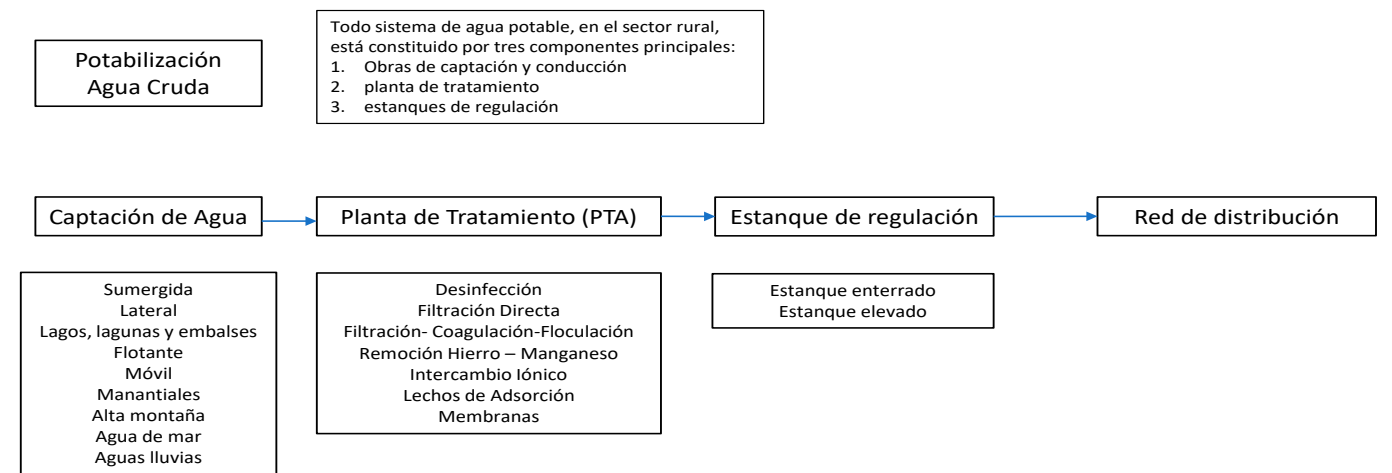 Potabilización
Agua Cruda
Todo sistema de agua potable, en el sector rural,
está constituido por tres componentes principales:
1. Obras de captación y conducción
2. planta de tratamiento
3. estanques de regulación
Captación de Agua
Planta de Tratamiento (PTA)
Estanque de regulación
Red de distribución
Sumergida
Lateral
Lagos, lagunas y embalses
Flotante
Móvil
Manantiales
Alta montaña
Agua de mar
Aguas lluvias
Desinfección
Filtración Directa
Filtración- Coagulación-Floculación
Remoción Hierro – Manganeso
Intercambio Iónico
Lechos de Adsorción
Membranas
Estanque enterrado
Estanque elevado